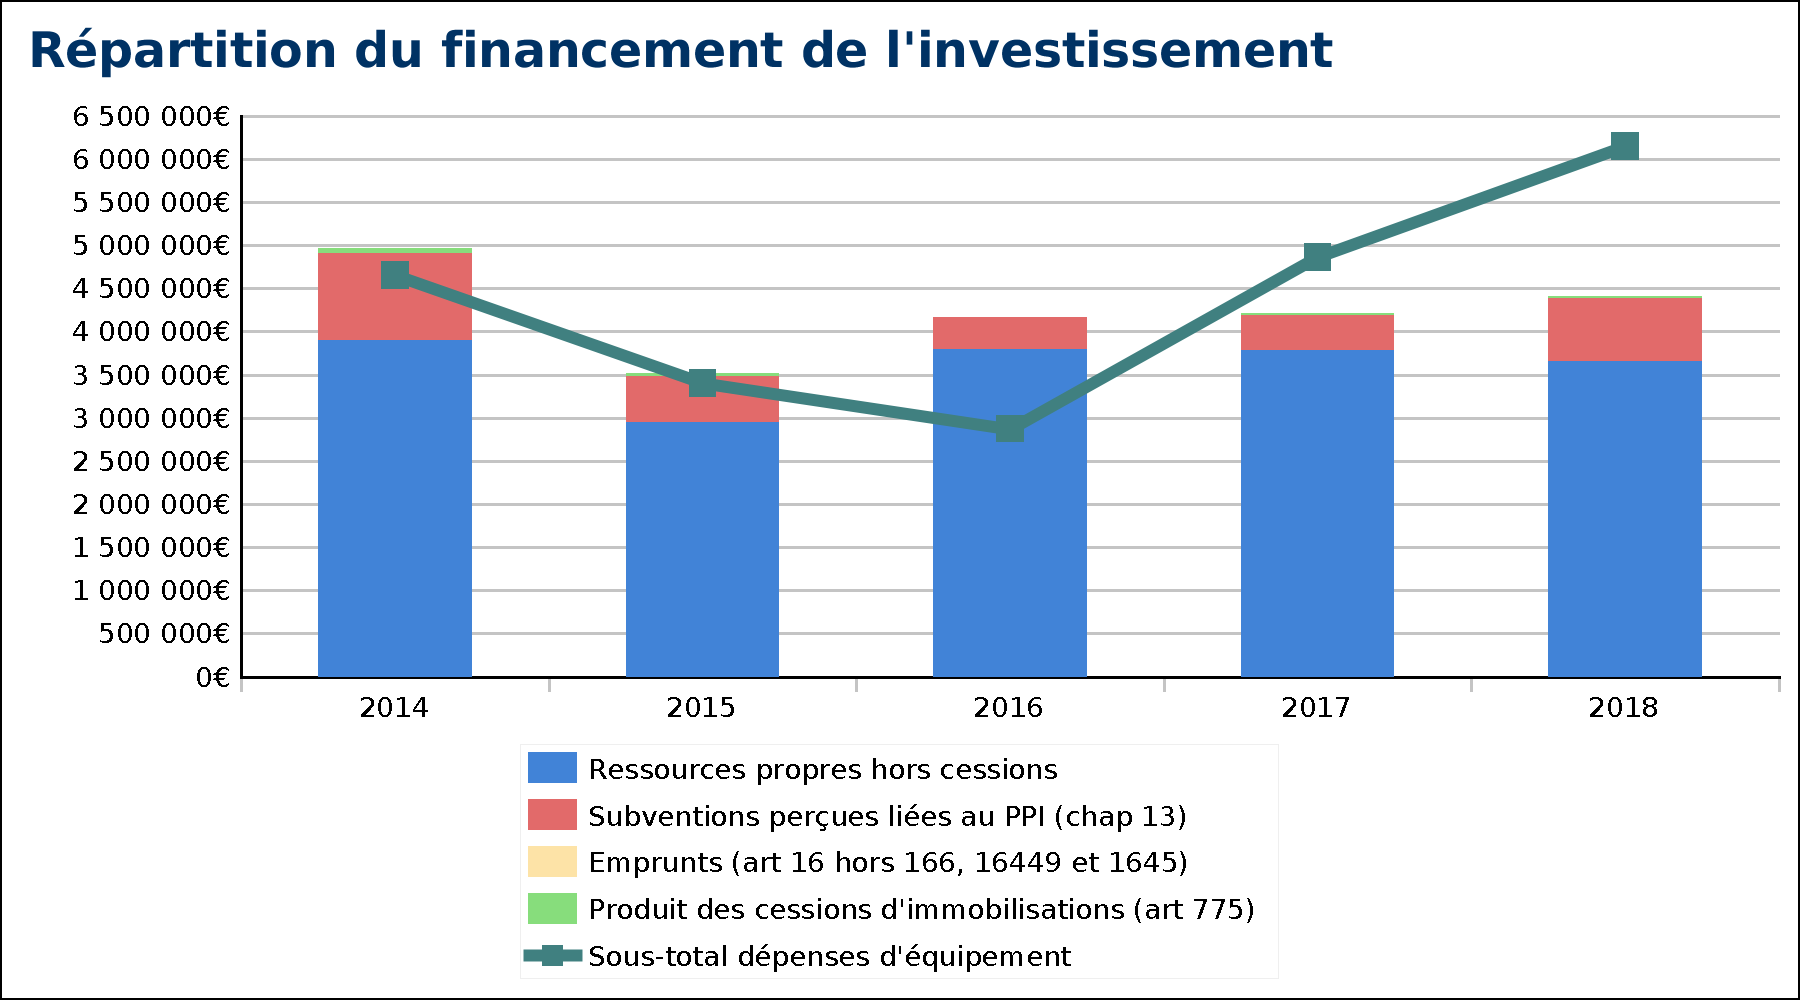 Répartition du financement de l'investissement
6 500 000€
6 000 000€
5 500 000€
5 000 000€
4 500 000€
4 000 000€
3 500 000€
3 000 000€
2 500 000€
2 000 000€
1 500 000€
1 000 000€
500 000€
0€
2014 2015 2016 2017 2018
Ressources propres hors cessions
Subventions perçues liées au PPI (chap 13)
Emprunts (art 16 hors 166, 16449 et 1645)
Produit des cessions d'immobilisations (art 775)
Sous-total dépenses d'équipement